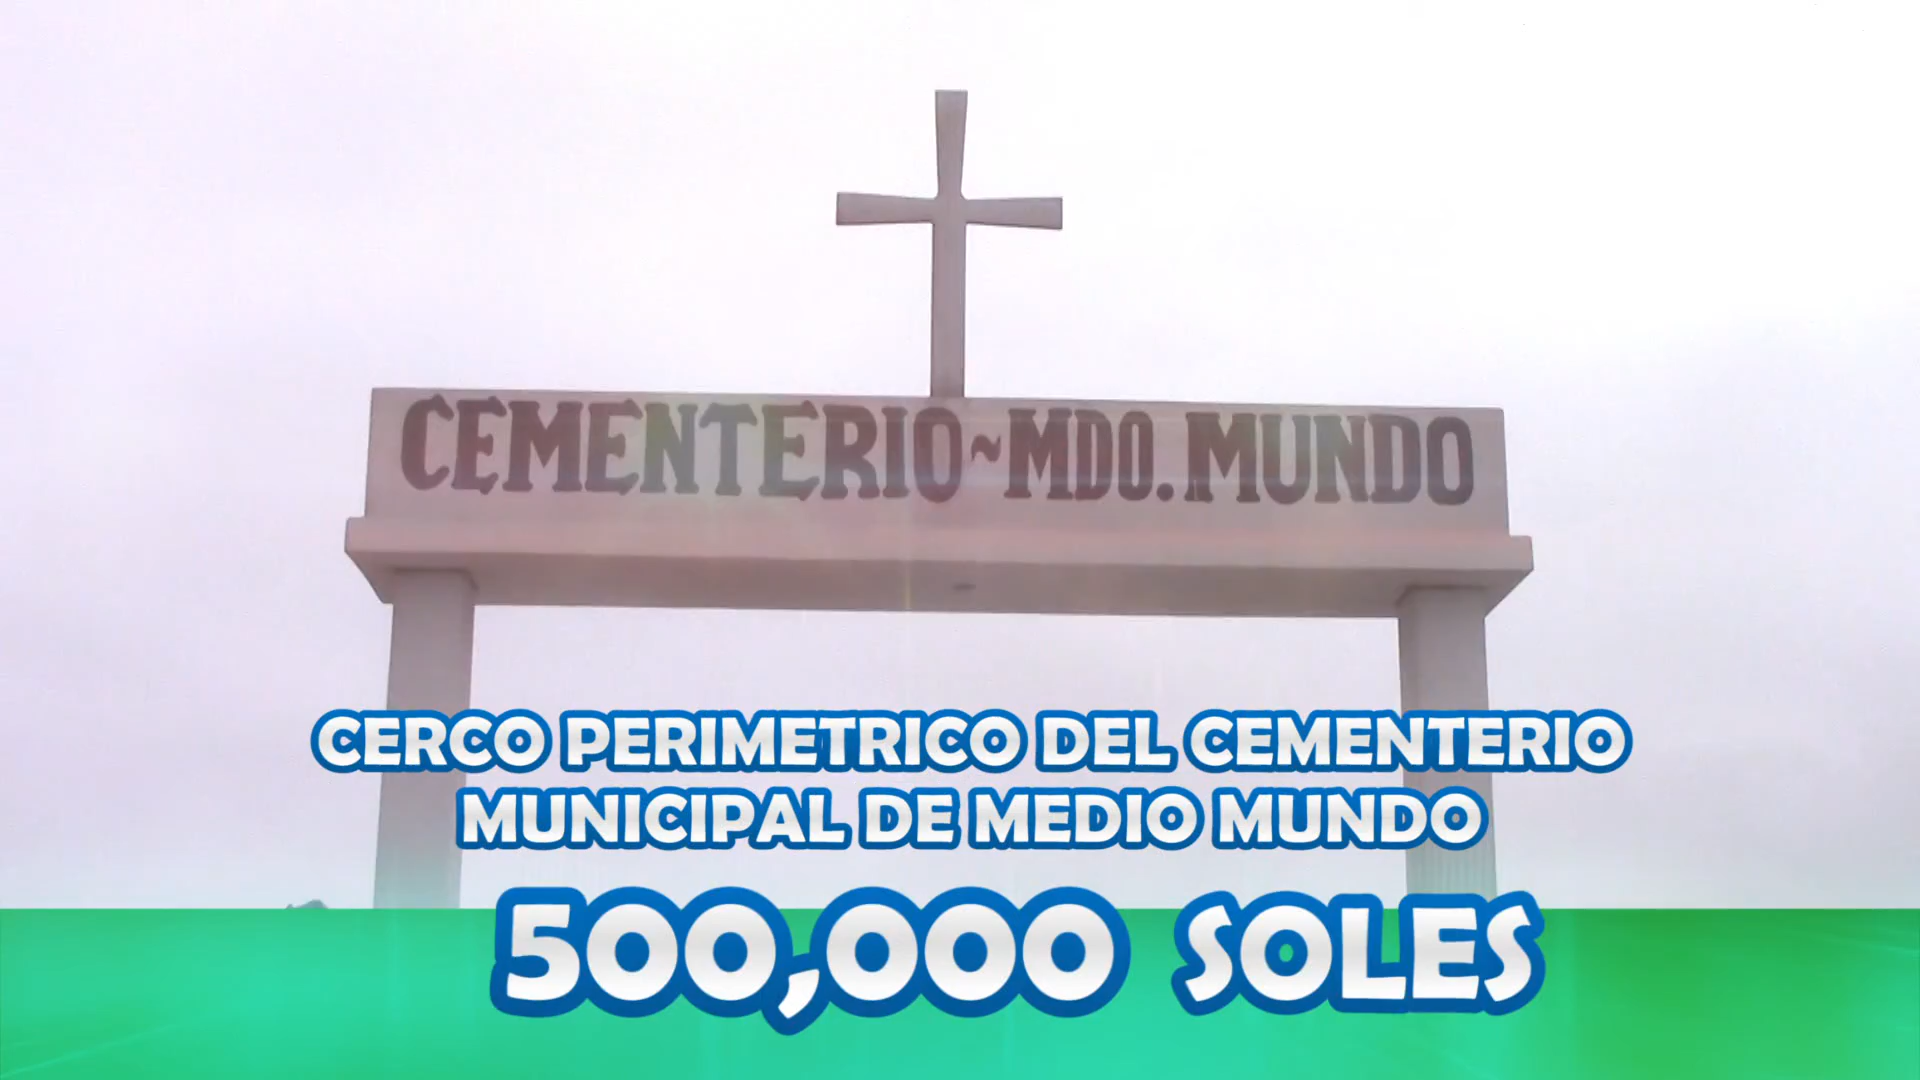 CEMENTERIO~MDO. MUNDO
CERCO PERIMETRICO DEL CEMENTERIO
MUNICIPAL DE MEDIO MUNDO
500,000 SOLES